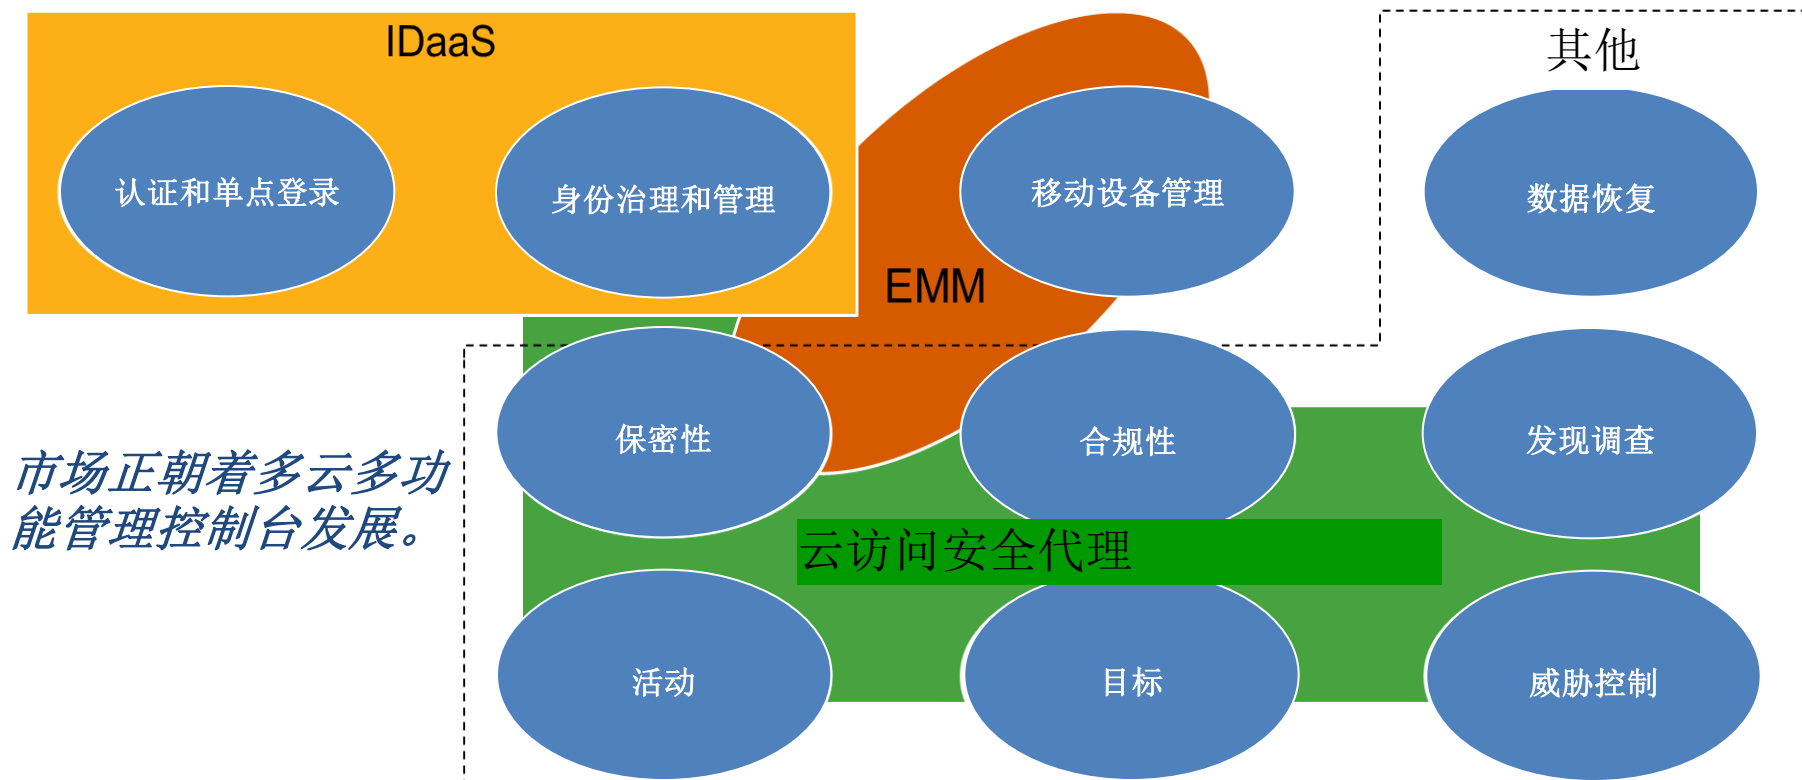 IDaaS
其他
认证和单点登录
身份治理和管理
移动设备管理
数据恢复
EMM
保密性
合规性
发现调查
市场正朝着多云多功
能管理控制台发展。
云访问安全代理
活动
目标
威胁控制